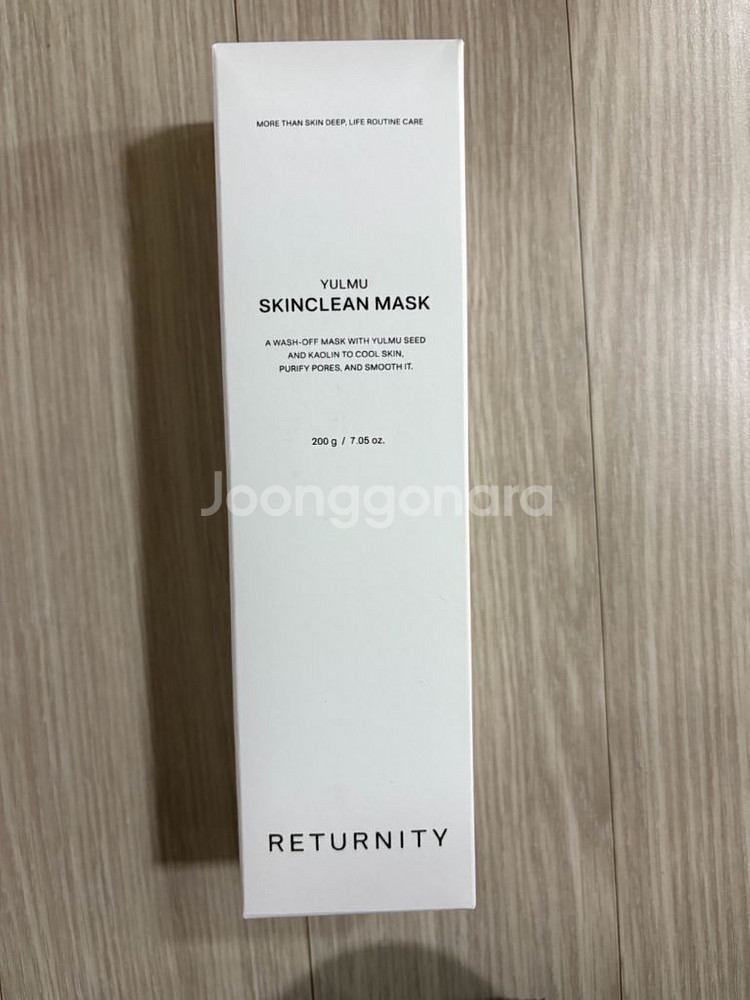 MORE THAN SKIN DEEP, LIFE ROUTINE CARE
YULMU
SKINCLEAN MASK
A WASH-OFF MASK WITH YULMU SEED
AND KAOLIN TO COOL SKIN,
PURIFY PORES, AND SMOOTH IT.
200 g / 7.05 oz.
Joonggonara
RETURNITY